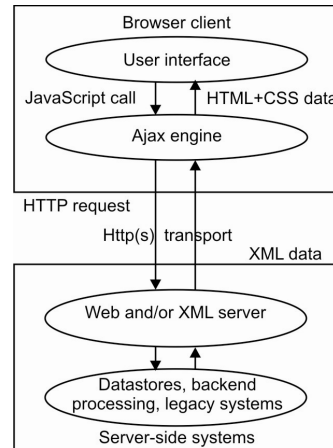 Browser client
User interface
JavaScript call
HTML+CSS data
Ajax engine
HTTP request
Http(s) transport
XML data
Web and/or XML server
Datastores, backend
processing, legacy systems
Server-side systems